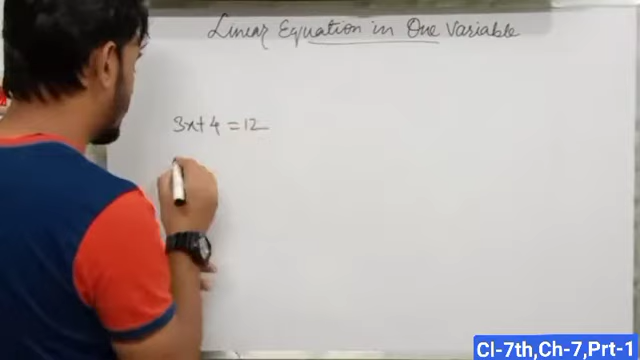 Linear Equation in One Variable
3x+4 = 12
Cl-7th,Ch-7,Prt-1